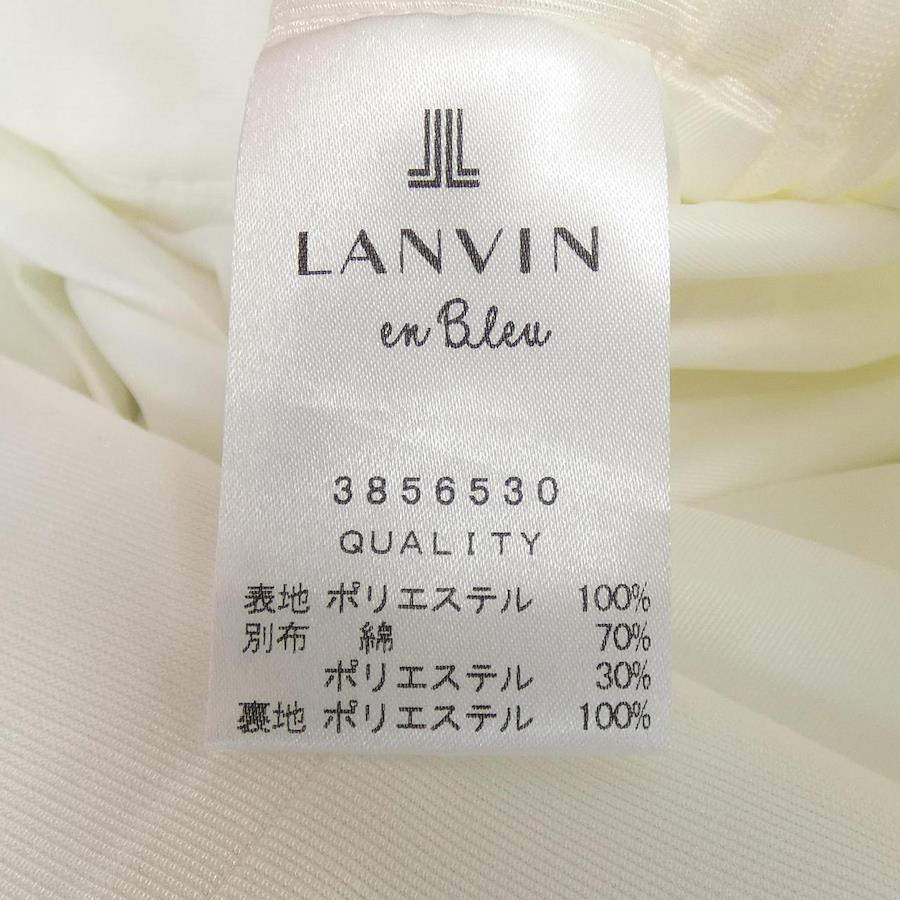 LANVIN
en Bleu
3856530
QUALITY
表地 ポリエステル 100%
別布 綿 70%
ポリエステル 30%
裏地 ポリエステル 100%